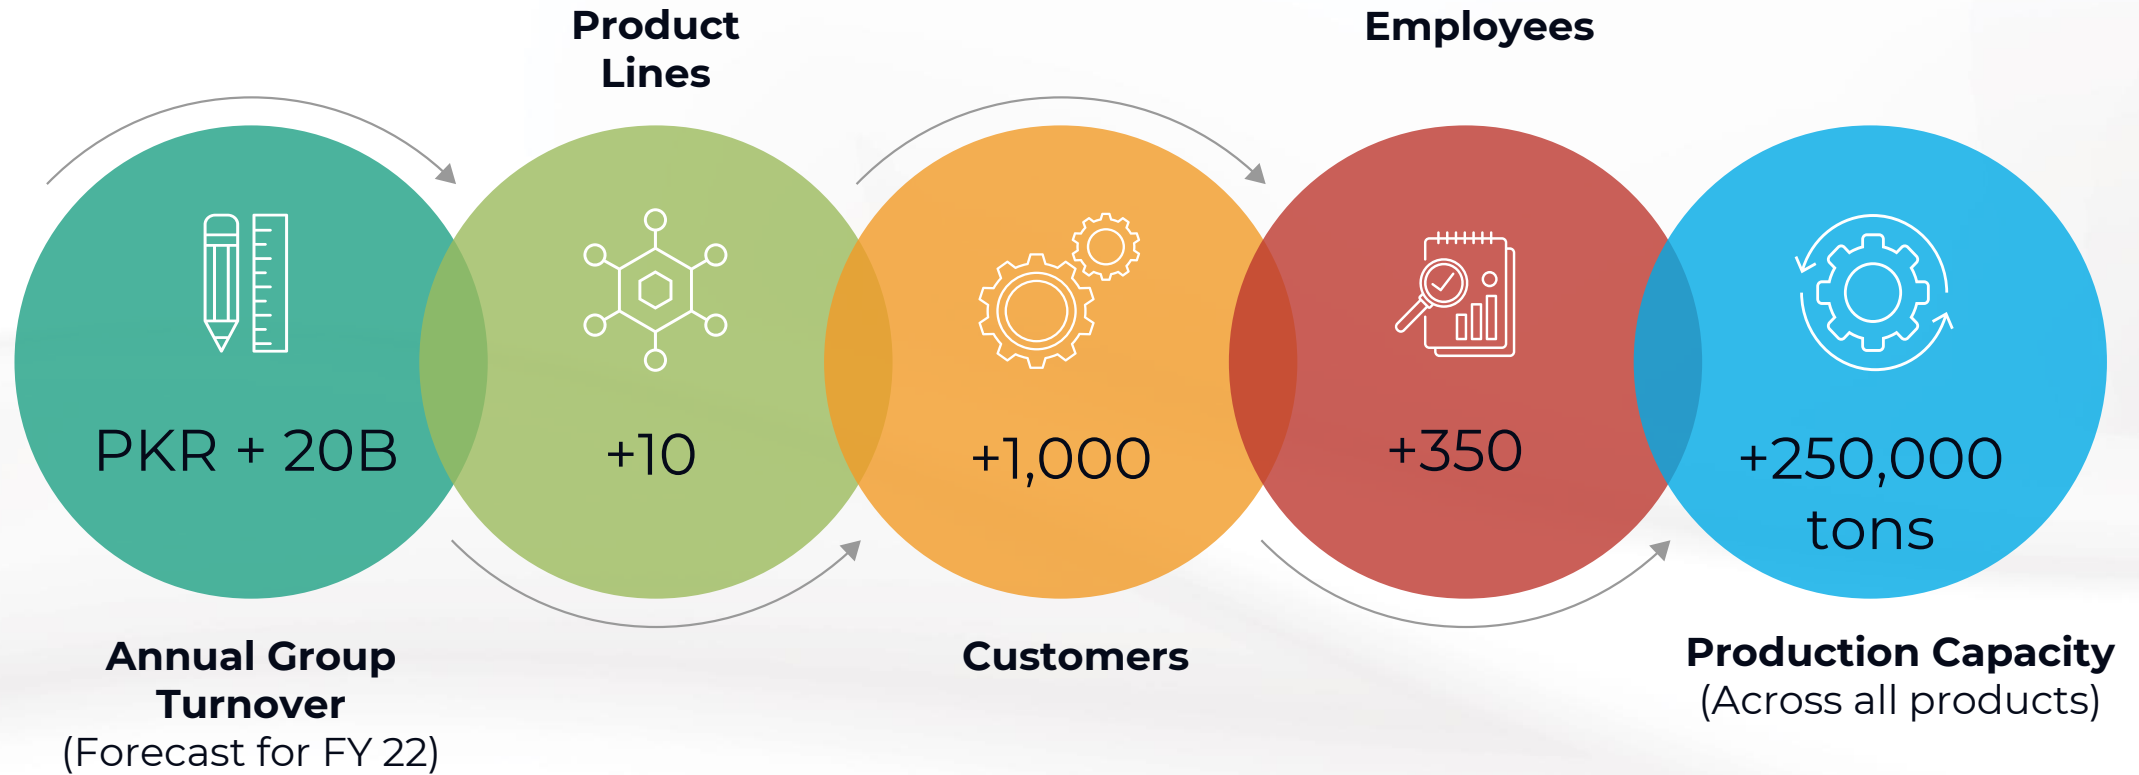 Product
Lines
Employees
PKR + 20B
+10
+1,000
+350
+250,000
tons
Annual Group
Turnover
(Forecast for FY 22)
Customers
Production Capacity
(Across all products)